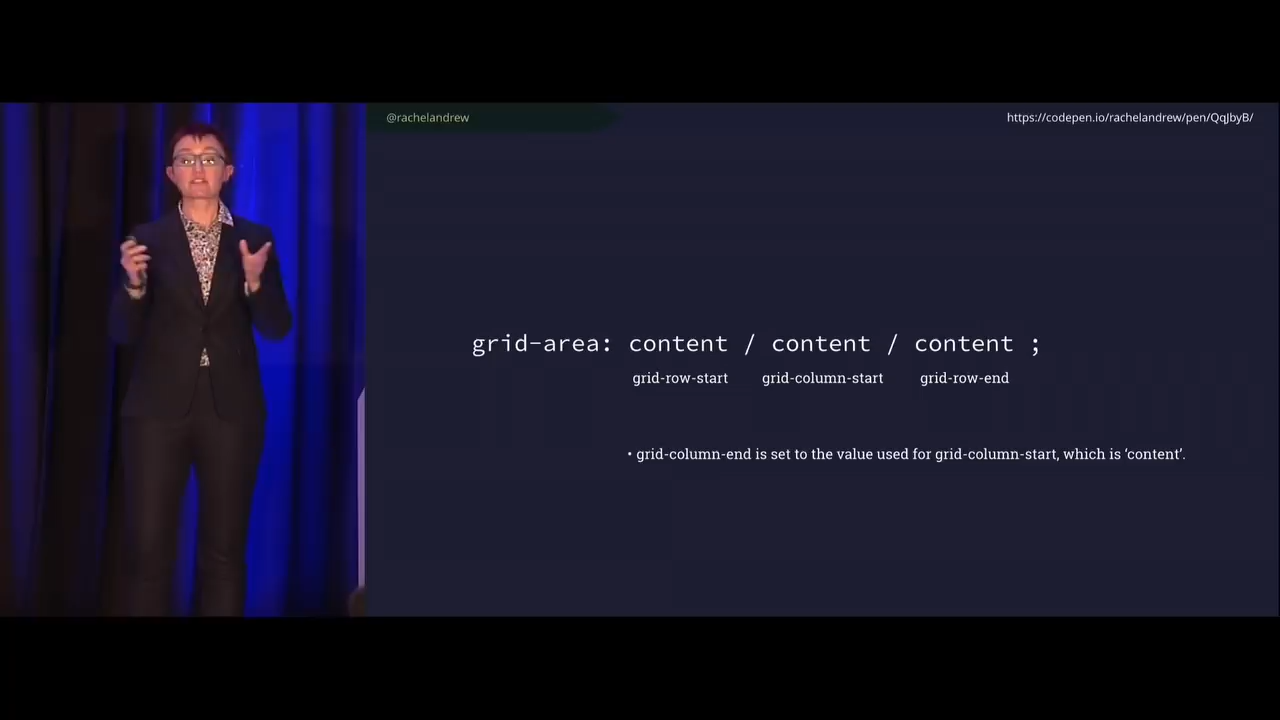 @rachelandrew
https://codepen.io/rachelandrew/pen/QqJbyB/
grid-area: content / content / content ;
grid-row-start grid-column-start grid-row-end
• grid-column-end is set to the value used for grid-column-start, which is ‘content’.